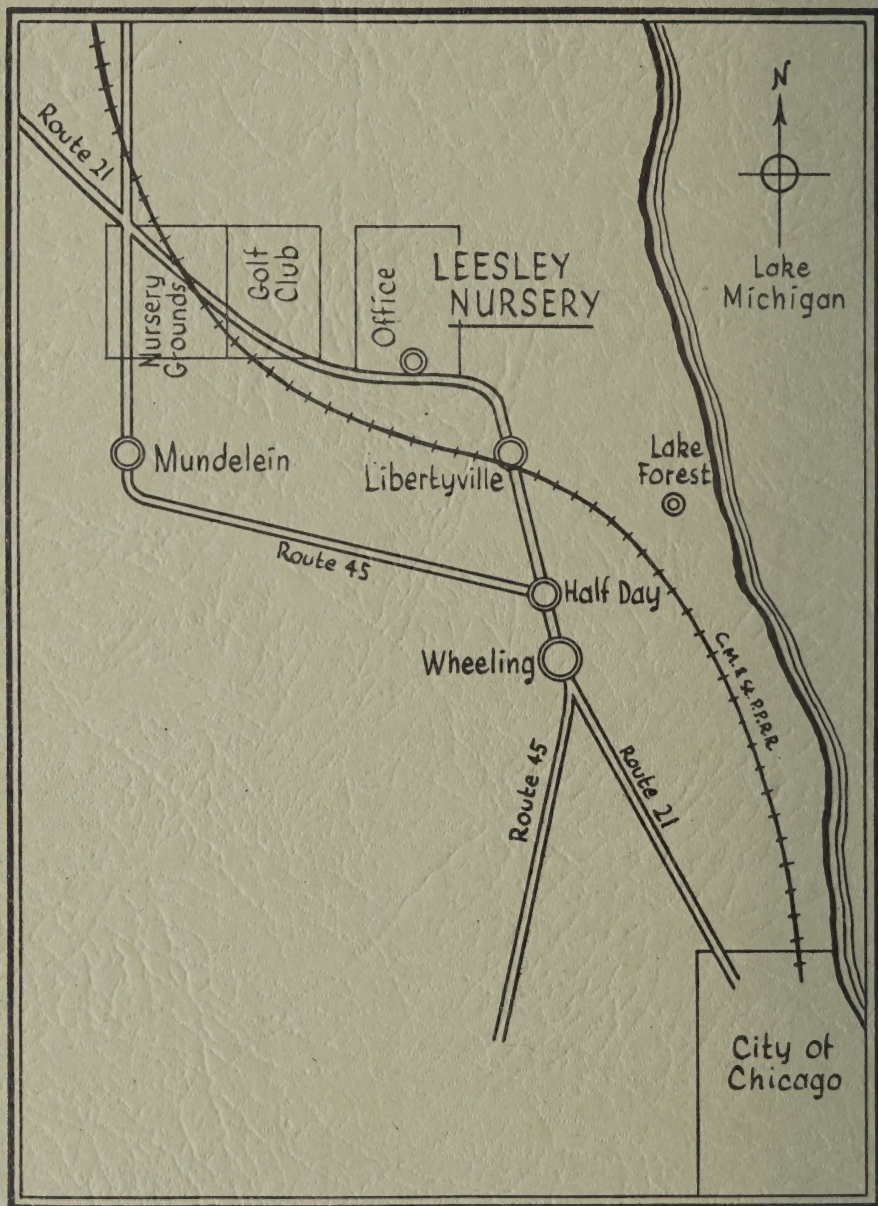 N
Route 21
Lake
Michigan
Golf
Club
Nursery
Grounds
Office
LEESLEY
NURSERY
Mundelein
Libertyville
Lake
Forest
Route 45
Half Day
Wheeling
C.M. & St. P.P.R.R
Route 45
Route 21
City of
Chicago